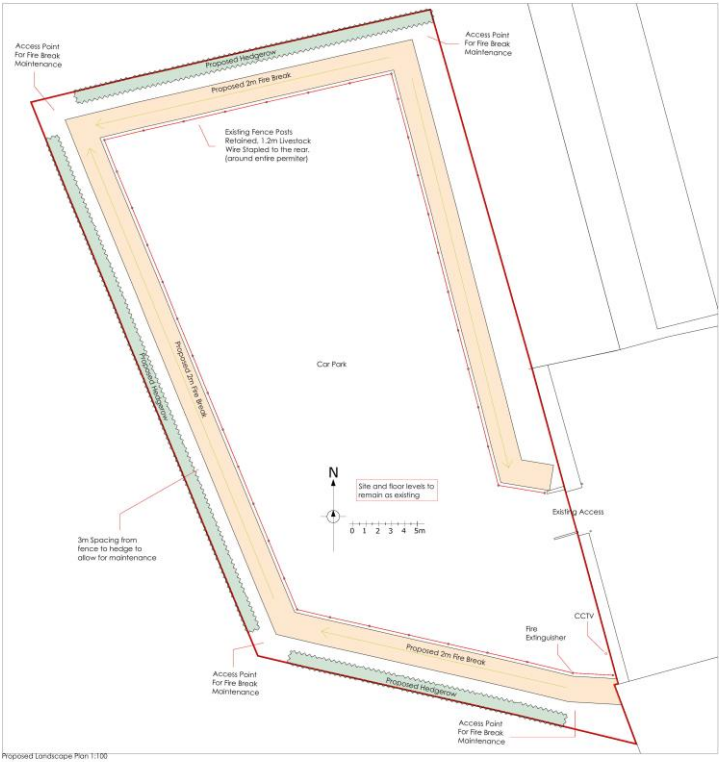 Access Point
For Fire Break
Maintenance
Proposed Hedgerow
Access Point
For Fire Break
Maintenance
Proposed 2m Fire Break
Existing Fence Posts
Retained. 1.2m Livestock
Wire Stapled to the rear.
(around entire permiter)
Proposed Hedgerow
Proposed 2m Fire Break
Car Park
N
Site and floor levels to
remain as existing
0 1 2 3 4 5m
Existing Access
3m Spacing from
fence to hedge to
allow for maintenance
CCTV
Fire
Extinguisher
Proposed 2m Fire Break
Access Point
For Fire Break
Maintenance
Proposed Hedgerow
Access Point
For Fire Break
Maintenance
Proposed Landscape Plan 1:100